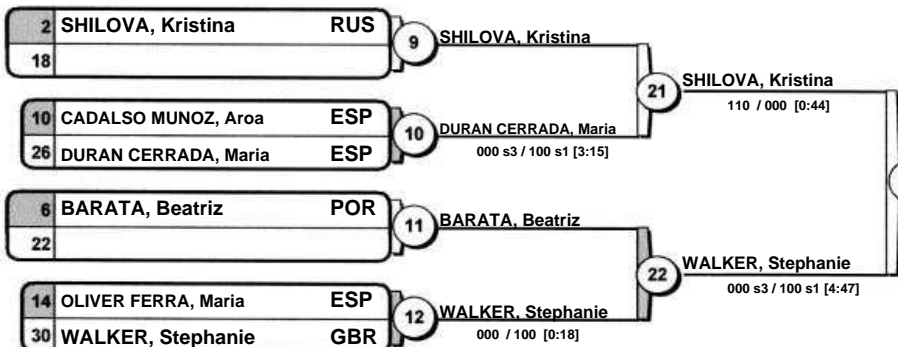 2 SHILOVA, Kristina RUS
18
9
SHILOVA, Kristina
10 CADALSO MUNOZ, Aroa ESP
26 DURAN CERRADA, Maria ESP
10
DURAN CERRADA, Maria
000 s3 / 100 s1 [3:15]
21
SHILOVA, Kristina
110 / 000 [0:44]
6 BARATA, Beatriz POR
22
11
BARATA, Beatriz
14 OLIVER FERRA, Maria ESP
30 WALKER, Stephanie GBR
12
WALKER, Stephanie
000 / 100 [0:18]
22
WALKER, Stephanie
000 s3 / 100 s1 [4:47]